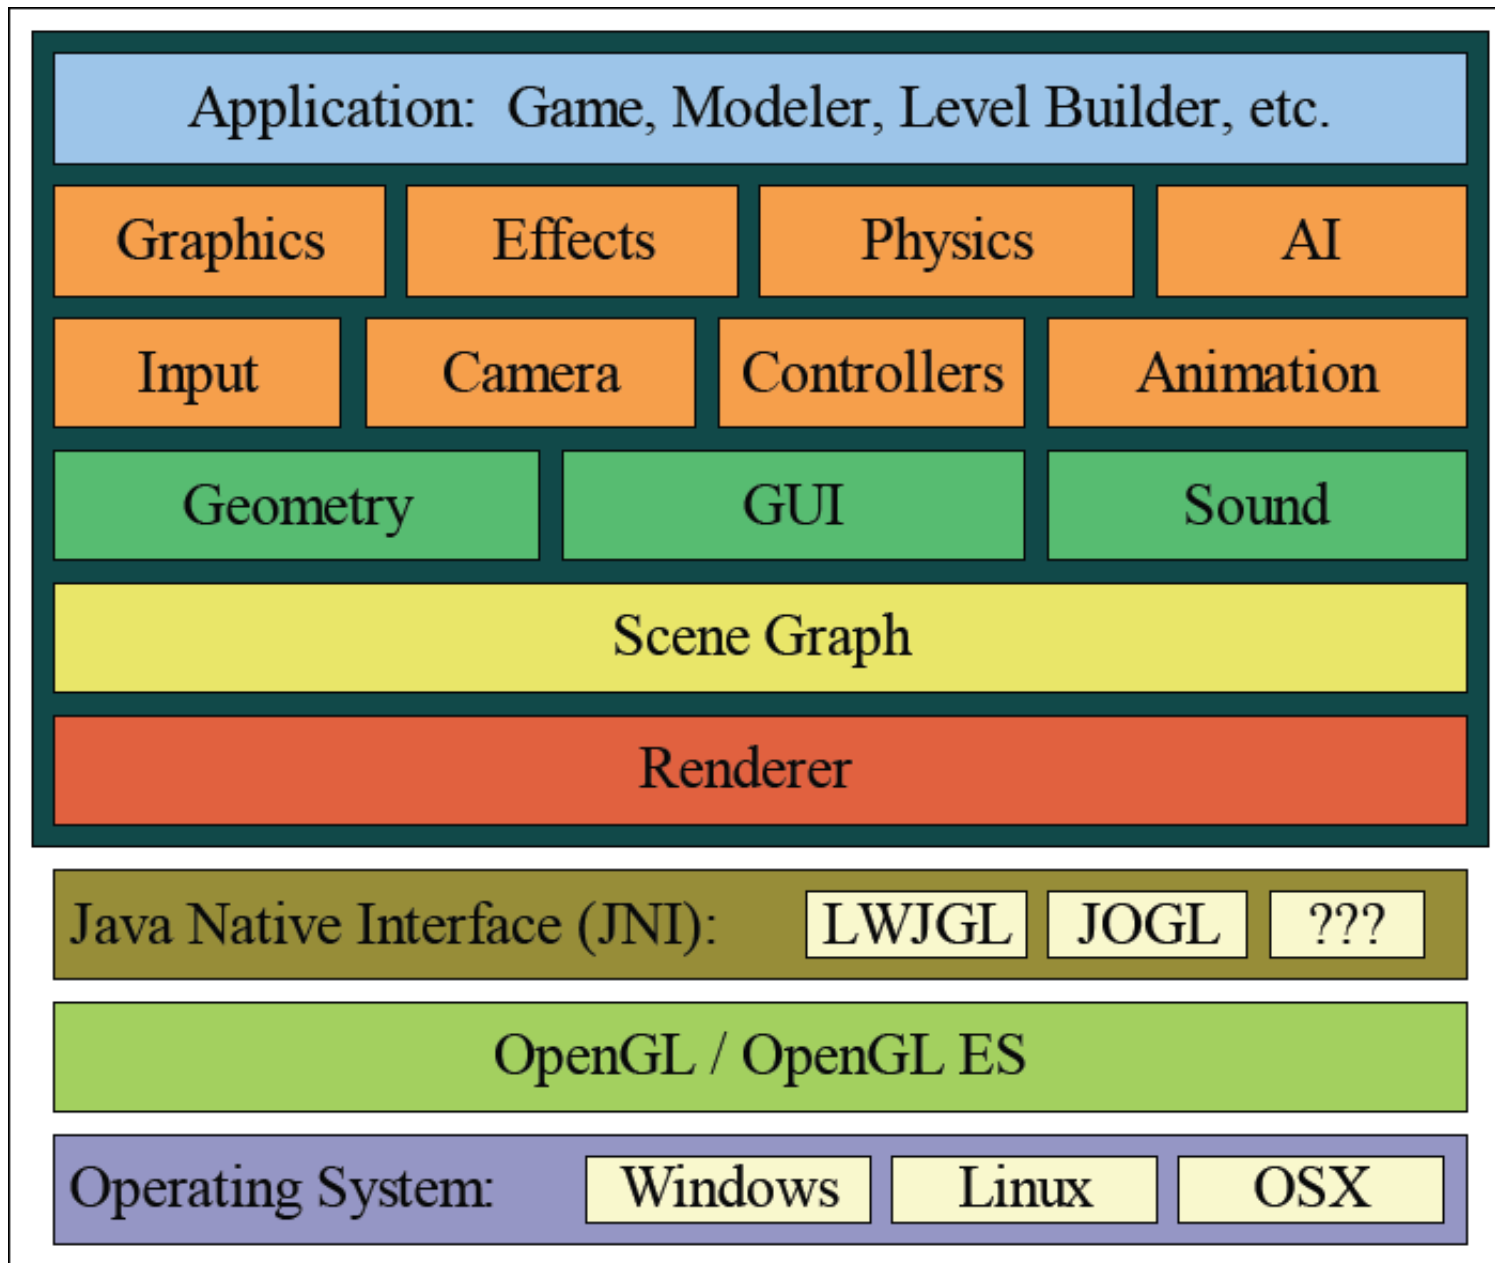 Application: Game, Modeler, Level Builder, etc.
Graphics Effects Physics AI
Input Camera Controllers Animation
Geometry GUI Sound
Scene Graph
Renderer
Java Native Interface (JNI): LWJGL JOGL ???
OpenGL / OpenGL ES
Operating System: Windows Linux OSX